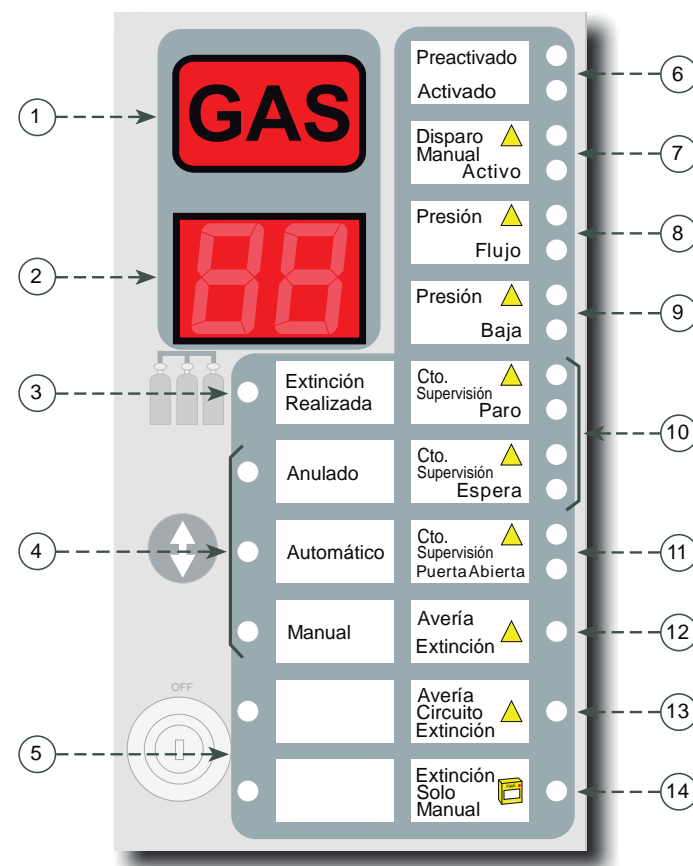 GAS
88
Preactivado
Activado
Disparo
Manual
Activo
Presión
Flujo
Presión
Baja
Extinción
Realizada
Anulado
Automático
Manual
Cto.
Supervisión
Paro
Cto.
Supervisión
Espera
Cto.
Supervisión
Puerta Abierta
Avería
Extinción
Avería
Circuito
Extinción
Extinción
Solo
Manual
OFF
1
2
3
4
5
6
7
8
9
10
11
12
13
14